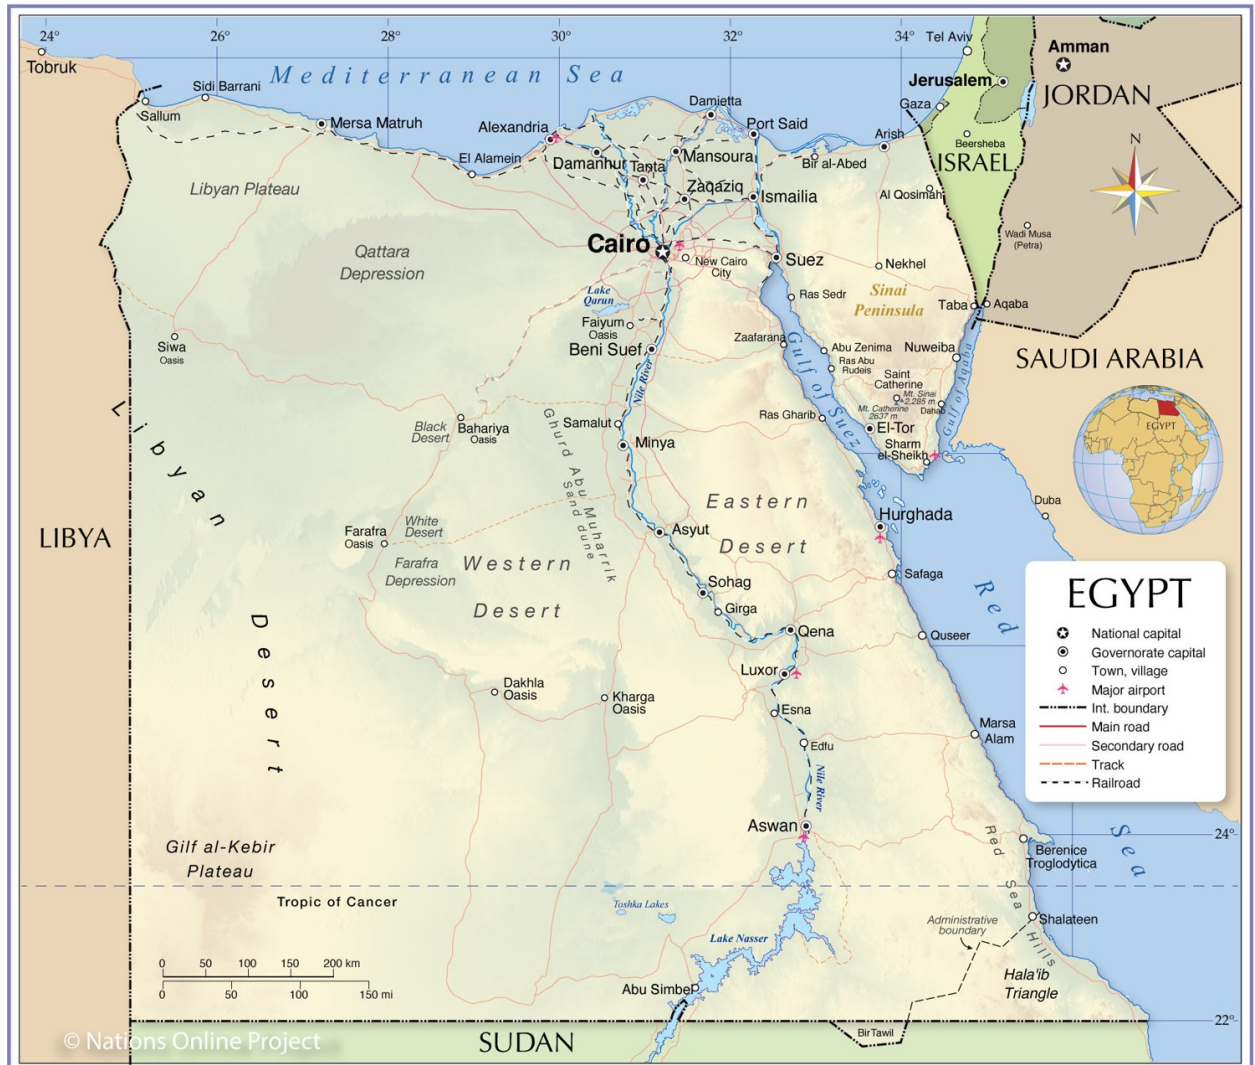 24°
26°
28°
30°
32°
34°
Tel Aviv
Amman
Tobruk
Mediterranean Sea
Sidi Barrani
Sallum
Mersa Matruh
Jerusalem
JORDAN
Gaza
Damietta
Port Said
Alexandria
Arish
Beersheba
N
El Alamein
Damanhur
Tanta
Mansoura
Bir al-Abed
ISRAEL
Libyan Plateau
Zaqaziq
Ismailia
Al Qosimah
Wadi Musa
(Petra)
Qattara
Depression
Cairo
New Cairo
City
Suez
Nekhel
Lake
Qarun
Ras Sedr
Sinai
Peninsula
Taba
Aqaba
Faiyum
Oasis
Siwa
Oasis
Beni Suef
Zaafarana
Abu Zenima
Ras Abu
Rudeis
Nuweiba
SAUDI ARABIA
Nile River
Gulf of Suez
Gulf of Aqaba
Saint
Catherine
Mt. Sinai
2,285 m
Mt. Catherine
2637 m
Dahab
Libyan
Desert
Black
Desert
Bahariya
Oasis
Samalut
Minya
Ras Gharib
El-Tor
Sharm
el-Sheikh
EGYPT
Ghurd Abu Muharrik
Sand dune
Eastern
Desert
Duba
Hurghada
LIBYA
White
Desert
Farafra
Oasis
Farafra
Depression
Asyut
Western
Desert
Sohag
Girga
Safaga
Red
Sea
Qena
Quseer
Luxor
Dakhla
Oasis
Kharga
Oasis
Esna
Edfu
Marsa
Alam
Nile River
Aswan
EGYPT
National capital
Governorate capital
Town, village
Major airport
Int. boundary
Main road
Secondary road
Track
Railroad
24°
Gilf al-Kebir
Plateau
Red Sea Hills
Berenice
Troglodytica
Tropic of Cancer
Toshka Lakes
Lake Nasser
Administrative
boundary
Shalateen
0 50 100 150 200 km
0 50 100 150 mi
Abu Simbel
Hala'ib
Triangle
22°
Bir Tawil
SUDAN
© Nations Online Project